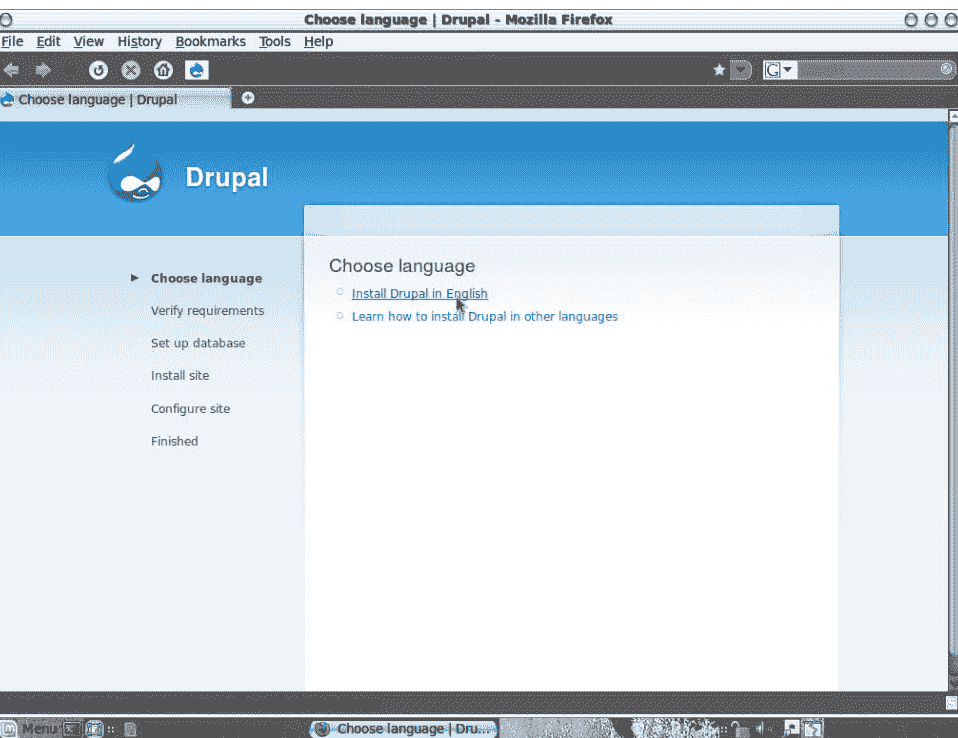 Choose language | Drupal - Mozilla Firefox
File Edit View History Bookmarks Tools Help
G
Choose language | Drupal
Drupal
Choose language
Verify requirements
Set up database
Install site
Configure site
Finished
Choose language
Install Drupal in English
Learn how to install Drupal in other languages
Menu
Choose language | Dru...